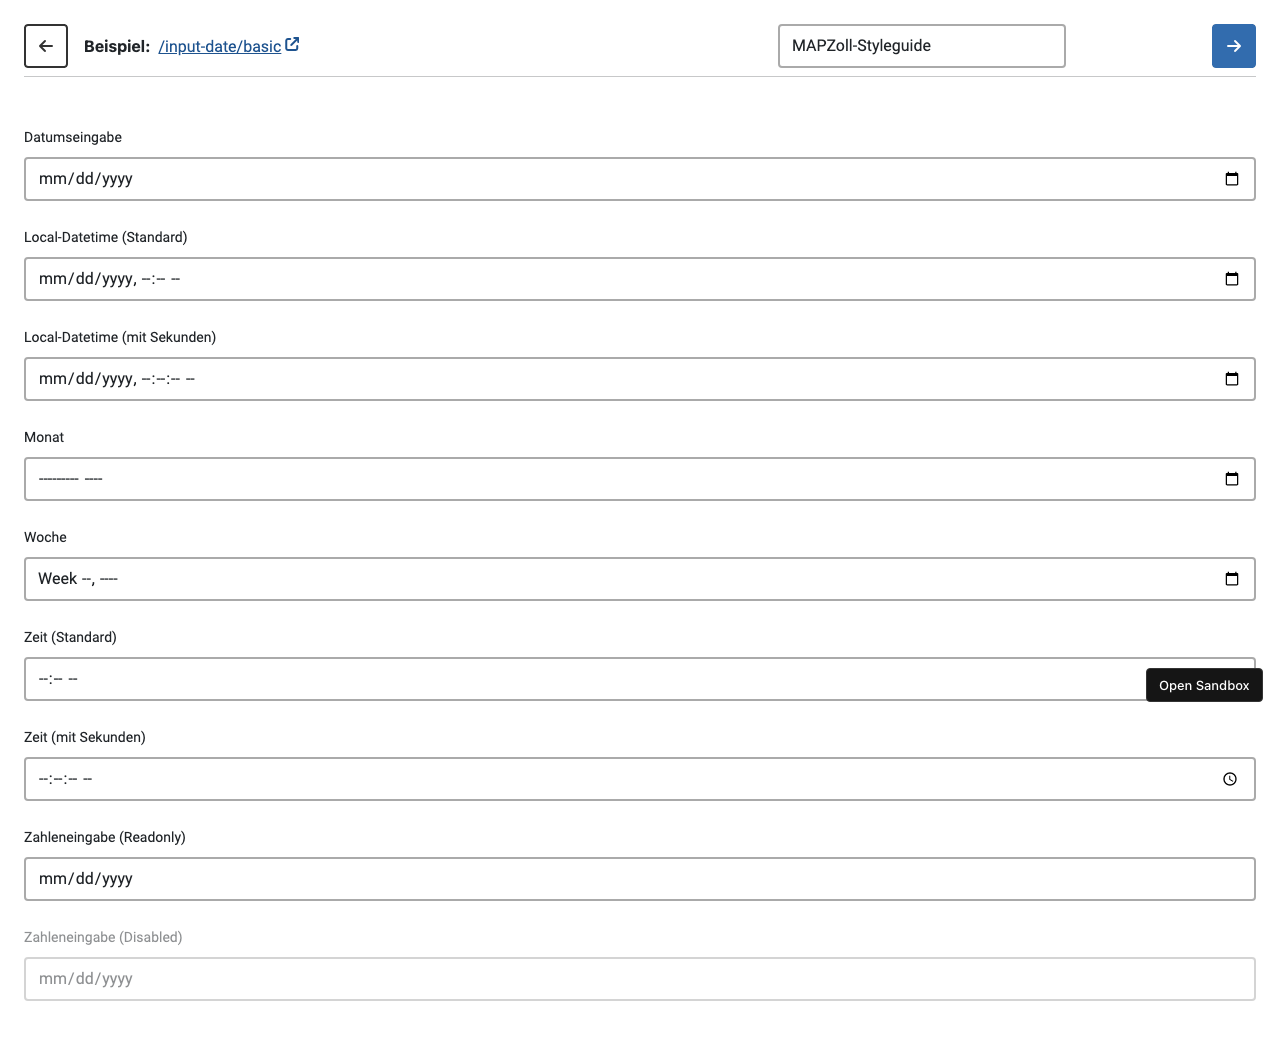 Beispiel: /input-date/basic
MAPZoll-Styleguide
Datumseingabe
mm/dd/yyyy
Local-Datetime (Standard)
mm/dd/yyyy, --:-- --
Local-Datetime (mit Sekunden)
mm/dd/yyyy, --:--:-- --
Monat
--------- ----
Woche
Week --, ----
Zeit (Standard)
--:-- --
Open Sandbox
Zeit (mit Sekunden)
--:--:-- --
Zahleneingabe (Readonly)
mm/dd/yyyy
Zahleneingabe (Disabled)
mm/dd/yyyy